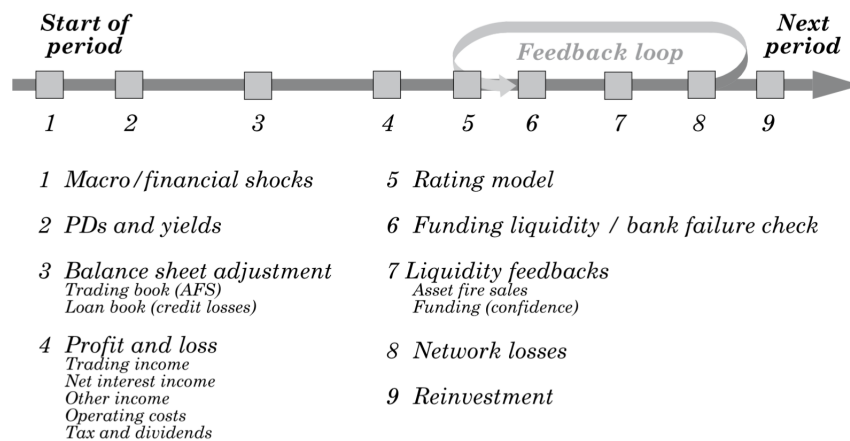 Start of
period
Next
period
Feedback loop
1 2 3 4 5 6 7 8 9
1 Macro/financial shocks
2 PDs and yields
3 Balance sheet adjustment
Trading book (AFS)
Loan book (credit losses)
4 Profit and loss
Trading income
Net interest income
Other income
Operating costs
Tax and dividends
5 Rating model
6 Funding liquidity / bank failure check
7 Liquidity feedbacks
Asset fire sales
Funding (confidence)
8 Network losses
9 Reinvestment